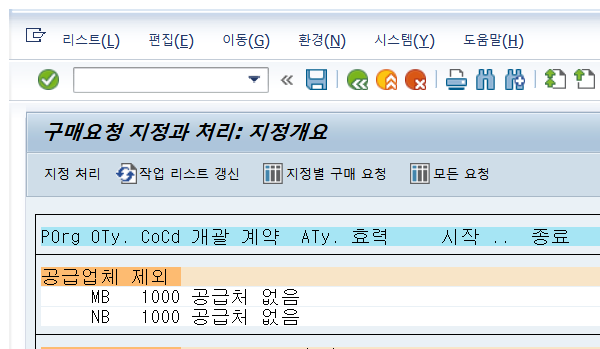 리스트(L) 편집(E) 이동(G) 환경(N) 시스템(Y) 도움말(H)
구매요청 지정과 처리: 지정개요
지정 처리 작업 리스트 갱신 지정별 구매 요청 모든 요청
POrg OTy. CoCd 개괄 계약 ATy. 효력 시작 .. 종료
공급업체 제외
MB 1000 공급처 없음
NB 1000 공급처 없음